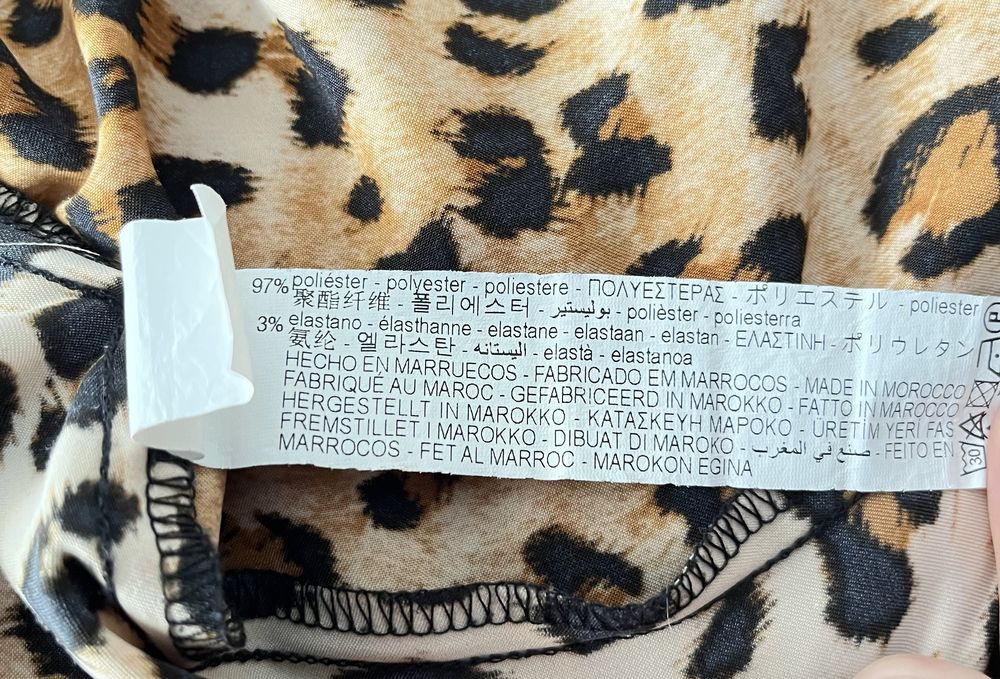 97% poliéster - polyester - poliestere - ΠΟΛΥΕΣΤΕΡΑΣ - ポリエステル - poliester
聚酯纤维 - 폴리에스터 - بوليستير - polièster - poliesterra
3% elastano - élasthanne - elastane - elastaan - elastan - ΕΛΑΣΤΙΝΗ - ポリウレタン
氨纶 - 엘라스탄 - اليستانه - elastà - elastanoa
HECHO EN MARRUECOS - FABRICADO EM MARROCOS - MADE IN MOROCCO
FABRIQUÉ AU MAROC - GEFABRICEERD IN MAROKKO - FATTO IN MAROCCO
HERGESTELLT IN MAROKKO - ΚΑΤΑΣΚΕΥΗ ΜΑΡΟΚΟ - ÜRETİM YERİ FAS
FREMSTILLET I MAROKKO - DIBUAT DI MAROKO - صنع في المغرب - FEITO EN
MARROCOS - FET AL MARROC - MAROKON EGINA
30
P